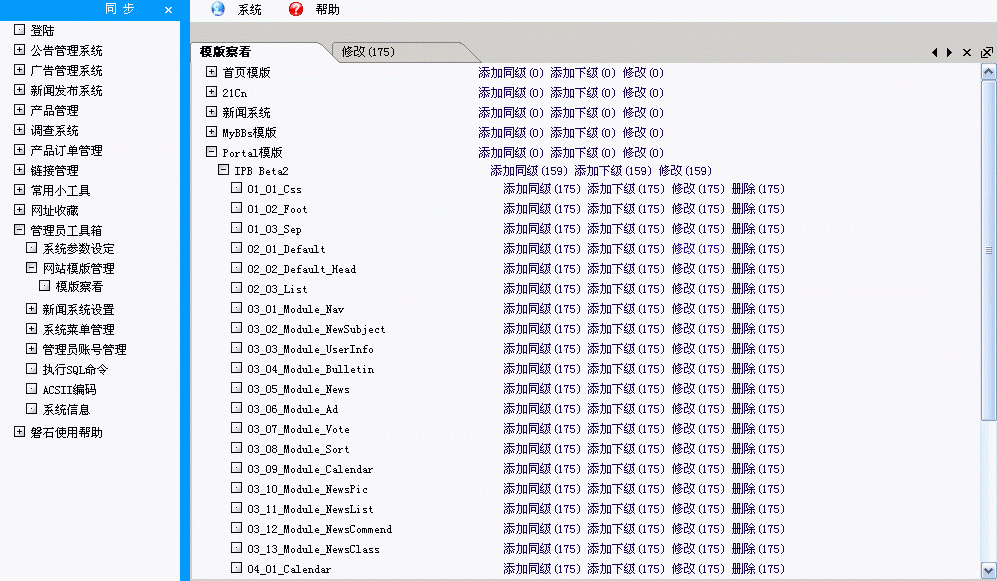 同 步
系统 帮助
登陆
公告管理系统
广告管理系统
新闻发布系统
产品管理
调查系统
产品订单管理
链接管理
常用小工具
网址收藏
管理员工具箱
系统参数设定
网站模版管理
模版察看
新闻系统设置
系统菜单管理
管理员账号管理
执行SQL命令
ACSII编码
系统信息
磐石使用帮助
模版察看 修改(175)
首页模版 添加同级(0) 添加下级(0) 修改(0)
21Cn 添加同级(0) 添加下级(0) 修改(0)
新闻系统 添加同级(0) 添加下级(0) 修改(0)
MyBBs模版 添加同级(0) 添加下级(0) 修改(0)
Portal模版 添加同级(0) 添加下级(0) 修改(0)
IPB Beta2 添加同级(159) 添加下级(159) 修改(159)
01_01_Css 添加同级(175) 添加下级(175) 修改(175) 删除(175)
01_02_Foot 添加同级(175) 添加下级(175) 修改(175) 删除(175)
01_03_Sep 添加同级(175) 添加下级(175) 修改(175) 删除(175)
02_01_Default 添加同级(175) 添加下级(175) 修改(175) 删除(175)
02_02_Default_Head 添加同级(175) 添加下级(175) 修改(175) 删除(175)
02_03_List 添加同级(175) 添加下级(175) 修改(175) 删除(175)
03_01_Module_Nav 添加同级(175) 添加下级(175) 修改(175) 删除(175)
03_02_Module_NewSubject 添加同级(175) 添加下级(175) 修改(175) 删除(175)
03_03_Module_UserInfo 添加同级(175) 添加下级(175) 修改(175) 删除(175)
03_04_Module_Bulletin 添加同级(175) 添加下级(175) 修改(175) 删除(175)
03_05_Module_News 添加同级(175) 添加下级(175) 修改(175) 删除(175)
03_06_Module_Ad 添加同级(175) 添加下级(175) 修改(175) 删除(175)
03_07_Module_Vote 添加同级(175) 添加下级(175) 修改(175) 删除(175)
03_08_Module_Sort 添加同级(175) 添加下级(175) 修改(175) 删除(175)
03_09_Module_Calendar 添加同级(175) 添加下级(175) 修改(175) 删除(175)
03_10_Module_NewsPic 添加同级(175) 添加下级(175) 修改(175) 删除(175)
03_11_Module_NewsList 添加同级(175) 添加下级(175) 修改(175) 删除(175)
03_12_Module_NewsCommend 添加同级(175) 添加下级(175) 修改(175) 删除(175)
03_13_Module_NewsClass 添加同级(175) 添加下级(175) 修改(175) 删除(175)
04_01_Calendar 添加同级(175) 添加下级(175) 修改(175) 删除(175)